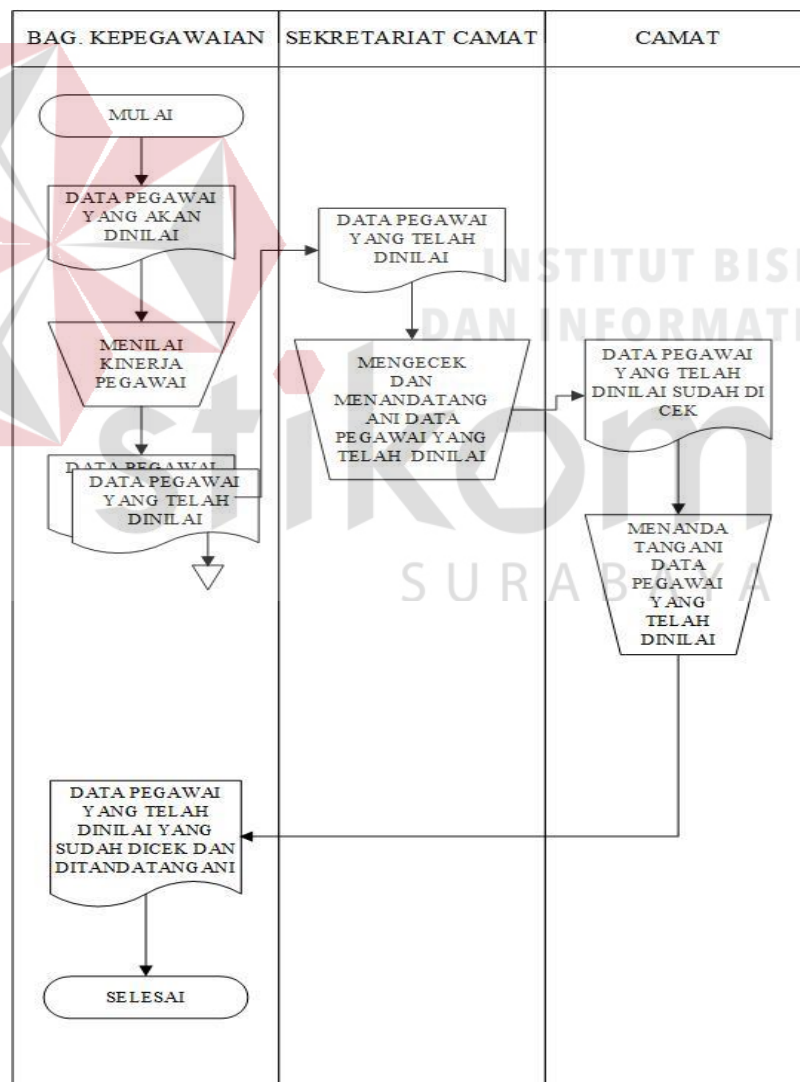 BAG. KEPEGAWAIAN
SEKRETARIAT CAMAT
CAMAT
MULAI
DATA PEGAWAI
YANG AKAN
DINILAI
MENILAI
KINERJA
PEGAWAI
DATA PEGAWAI
DATA PEGAWAI
YANG TELAH
DINILAI
DATA PEGAWAI
YANG TELAH
DINILAI
MENGECEK
DAN
MENANDATANG
ANI DATA
PEGAWAI YANG
TELAH DINILAI
DATA PEGAWAI
YANG TELAH
DINILAI SUDAH DI
CEK
MENANDA
TANGANI
DATA
PEGAWAI
YANG
TELAH
DINILAI
DATA PEGAWAI
YANG TELAH
DINILAI YANG
SUDAH DICEK DAN
DITANDATANGANI
SELESAI
INSTITUT
DAN
stikom
SURABAYA